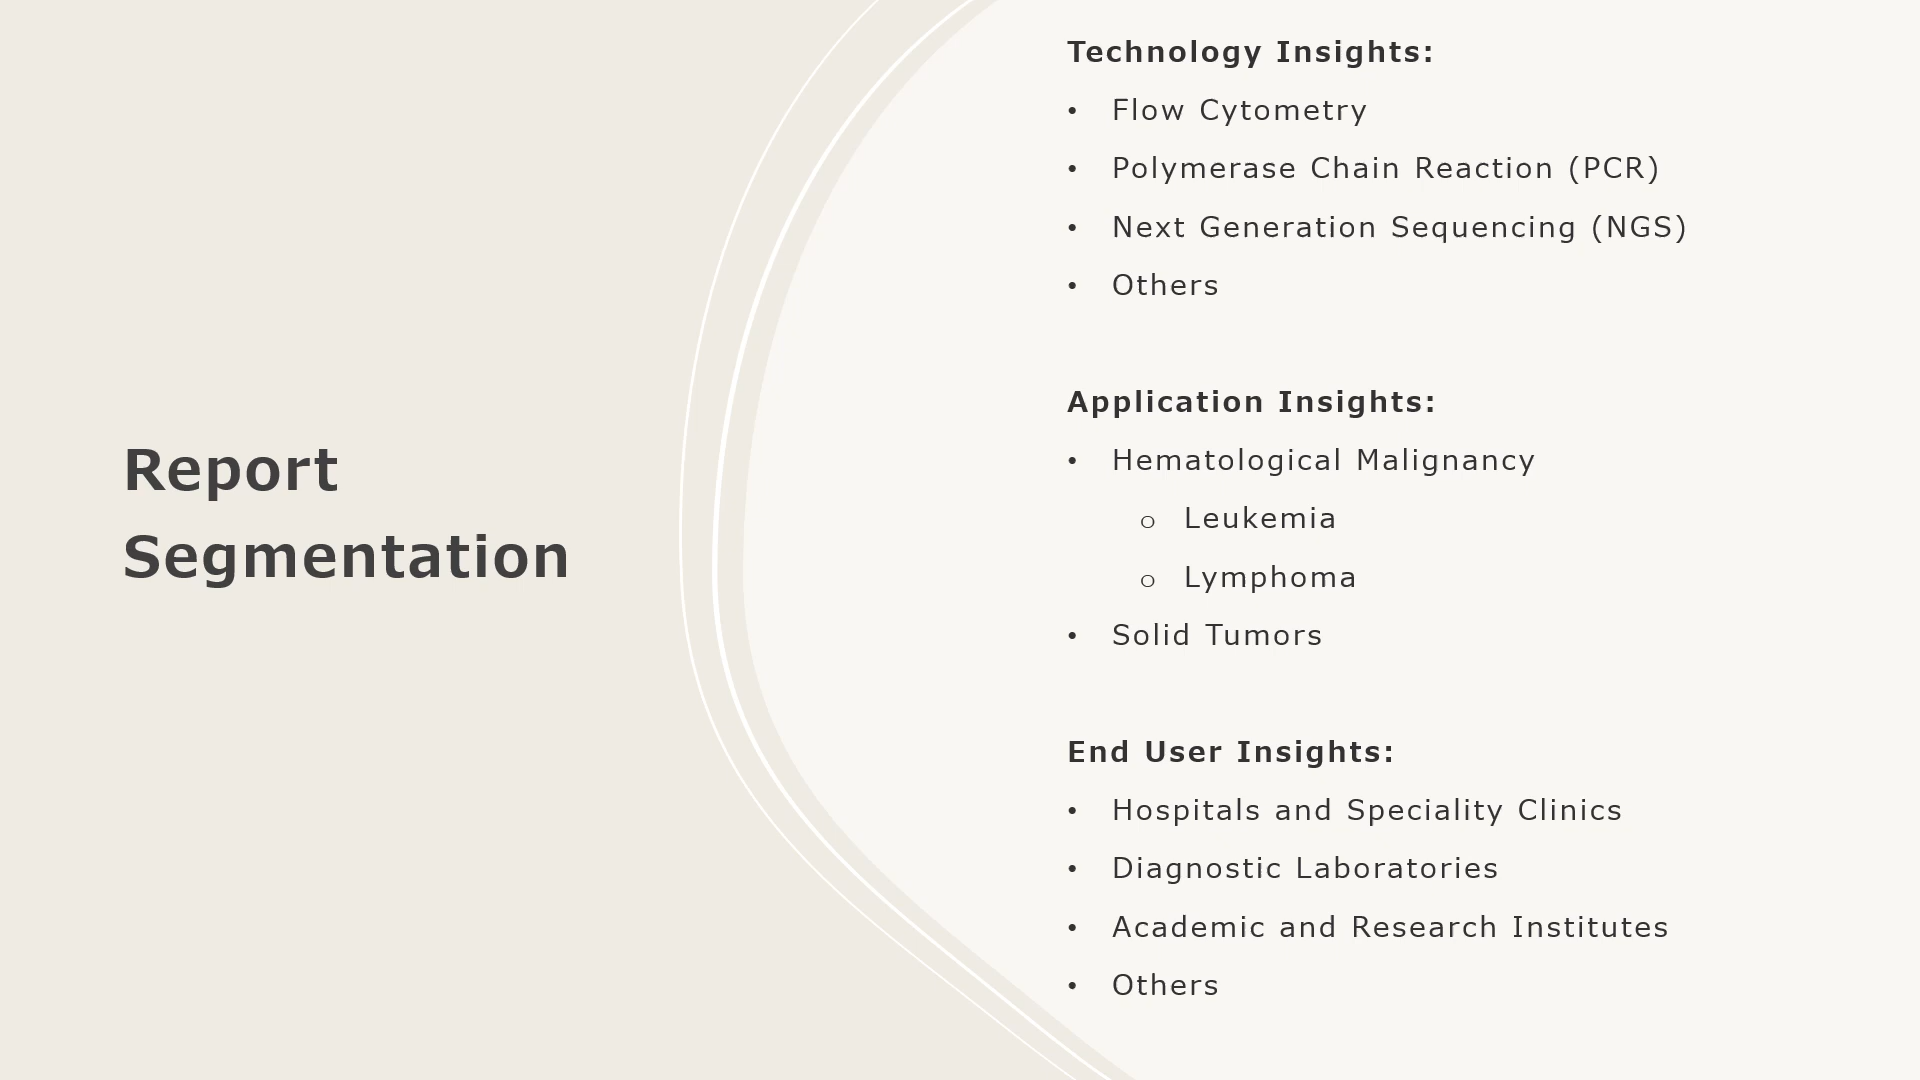 Report
Segmentation
Technology Insights:
• Flow Cytometry
• Polymerase Chain Reaction (PCR)
• Next Generation Sequencing (NGS)
• Others
Application Insights:
• Hematological Malignancy
o Leukemia
o Lymphoma
• Solid Tumors
End User Insights:
• Hospitals and Speciality Clinics
• Diagnostic Laboratories
• Academic and Research Institutes
• Others